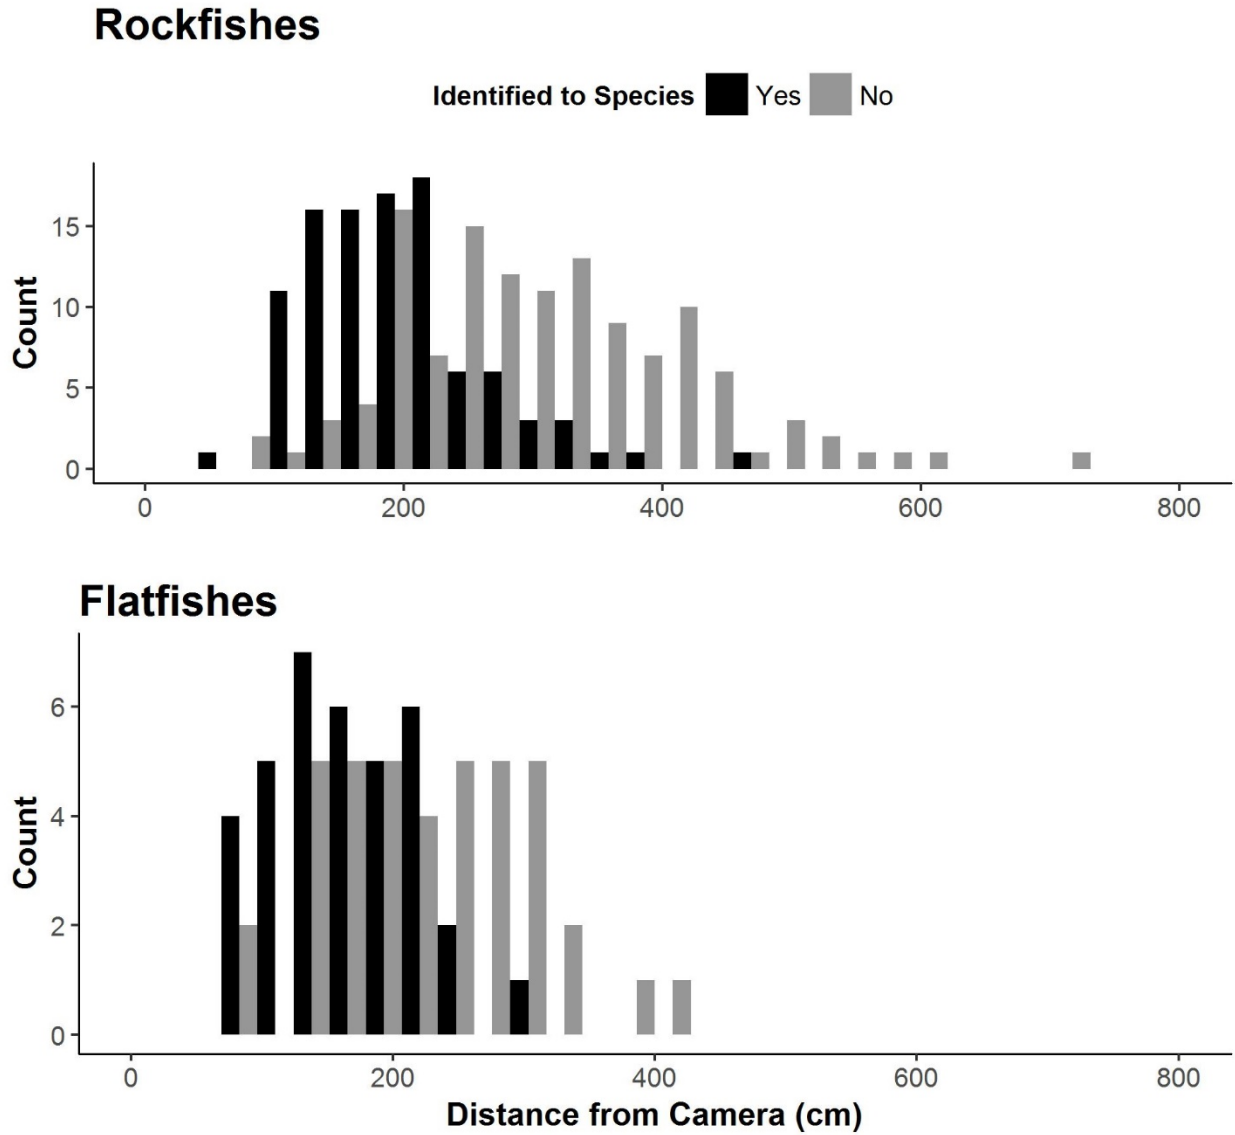 Rockfishes
Identified to Species Yes No
Count
15
10
5
0
0 200 400 600 800
Flatfishes
Count
6
4
2
0
0 200 400 600 800
Distance from Camera (cm)